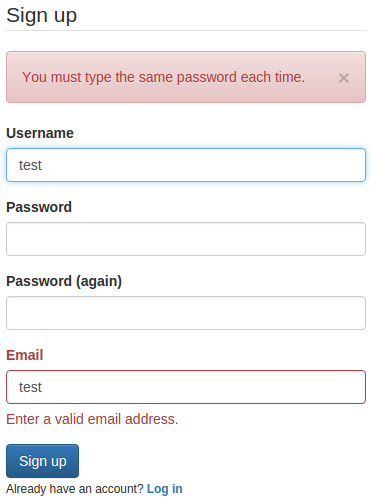 Sign up
You must type the same password each time. ×
Username
test
Password
Password (again)
Email
test
Enter a valid email address.
Sign up
Already have an account? Log in